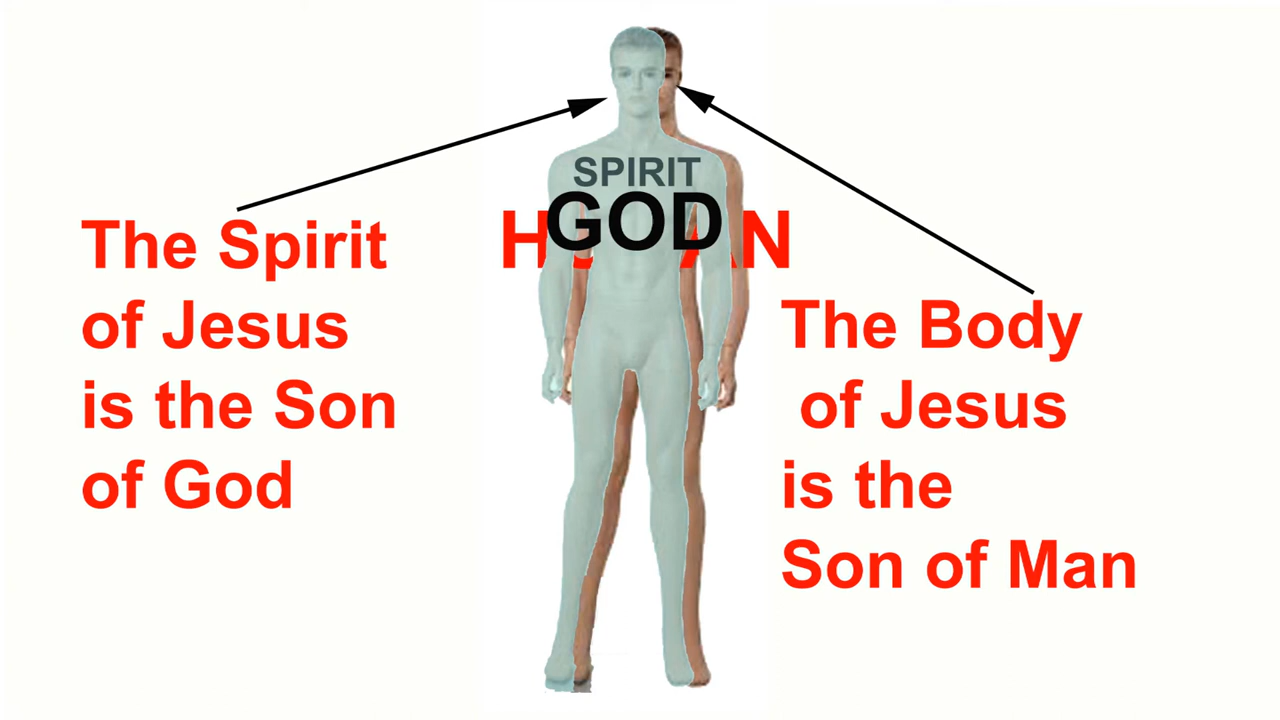 SPIRIT
GOD
The Spirit
of Jesus
is the Son
of God
The Body
of Jesus
is the
Son of Man